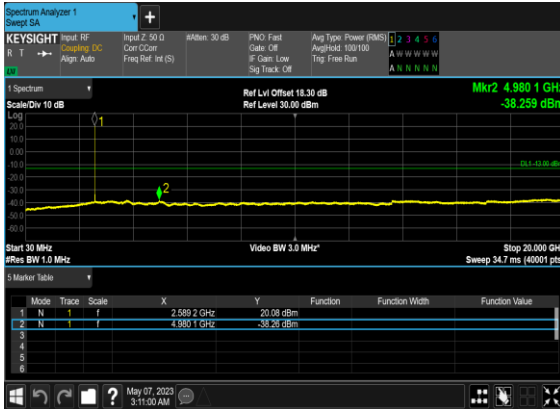 Spectrum Analyzer 1
Swept SA
KEYSIGHT
R T
Input: RF
Coupling: DC
Align: Auto
Input Z: 50 Ω
Corr CCorr
Freq Ref: Int (S)
#Atten: 30 dB
PNO: Fast
Gate: Off
IF Gain: Low
Sig Track: Off
Avg Type: Power (RMS)
Avg|Hold: 100/100
Trig: Free Run
1 2 3 4 5 6
A W W W W W
A N N N N N
1 Spectrum
Scale/Div 10 dB
Ref Lvl Offset 18.30 dB
Ref Level 30.00 dBm
Mkr2 4.980 1 GHz
-38.259 dBm
Log
20.0
10.0
0.00
-10.0
-20.0
-30.0
-40.0
-50.0
-60.0
1
2
DL1 -13.00 dBm
Start 30 MHz
#Res BW 1.0 MHz
Video BW 3.0 MHz*
Stop 20.000 GHz
Sweep 34.7 ms (40001 pts)
5 Marker Table
Mode Trace Scale X Y Function Function Width Function Value
1 N 1 f 2.589 2 GHz 20.08 dBm
2 N 1 f 4.980 1 GHz -38.26 dBm
3
4
5
6
?
May 07, 2023
3:11:00 AM